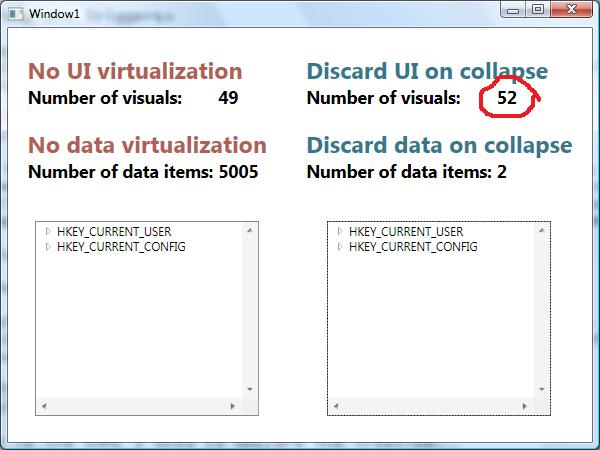 Window1
No UI virtualization
Number of visuals: 49
Discard UI on collapse
Number of visuals: 52
No data virtualization
Number of data items: 5005
Discard data on collapse
Number of data items: 2
HKEY_CURRENT_USER
HKEY_CURRENT_CONFIG
HKEY_CURRENT_USER
HKEY_CURRENT_CONFIG